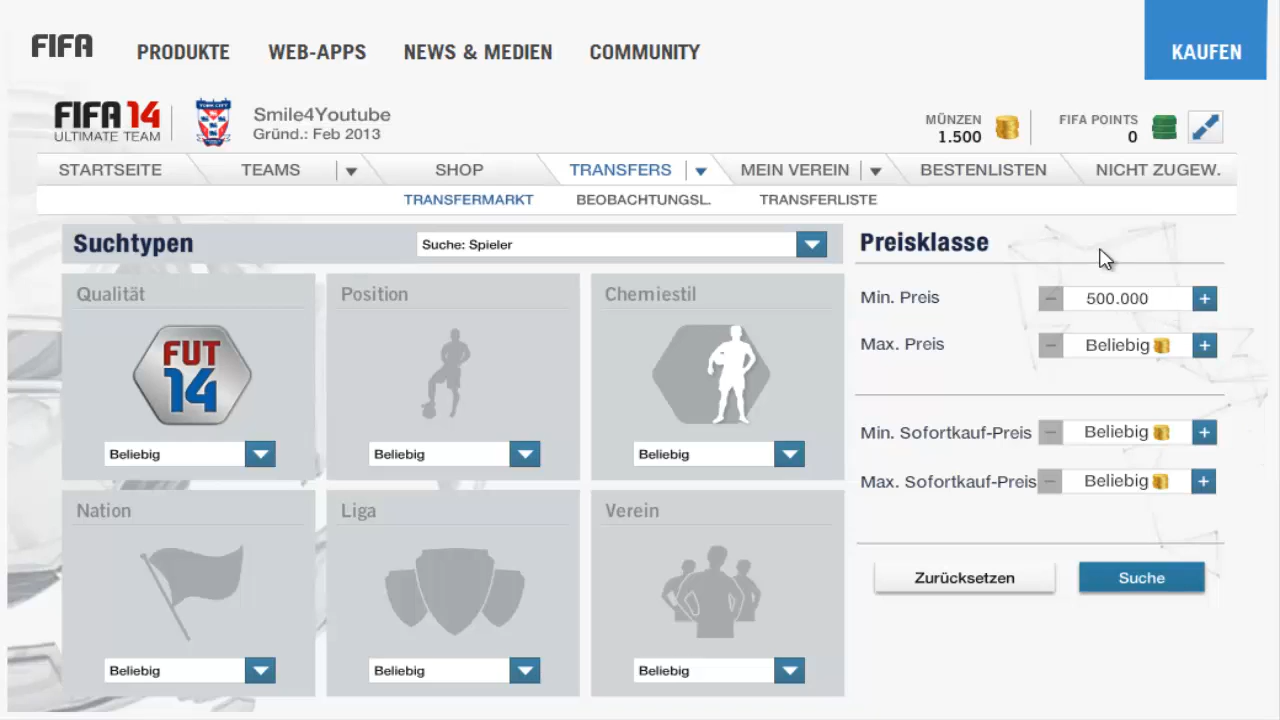 FIFA
PRODUKTE WEB-APPS NEWS & MEDIEN COMMUNITY
KAUFEN
FIFA 14
ULTIMATE TEAM
YORK CITY
Smile4Youtube
Gründ.: Feb 2013
MÜNZEN
1.500
FIFA POINTS
0
STARTSEITE TEAMS SHOP TRANSFERS MEIN VEREIN BESTENLISTEN NICHT ZUGEW.
TRANSFERMARKT BEOBACHTUNGSL. TRANSFERLISTE
Suchtypen
Suche: Spieler
Qualität
FUT
14
Beliebig
Position
Beliebig
Chemiestil
Beliebig
Nation
Beliebig
Liga
Beliebig
Verein
Beliebig
Preisklasse
Min. Preis − 500.000 +
Max. Preis − Beliebig +
Min. Sofortkauf-Preis − Beliebig +
Max. Sofortkauf-Preis − Beliebig +
Zurücksetzen Suche